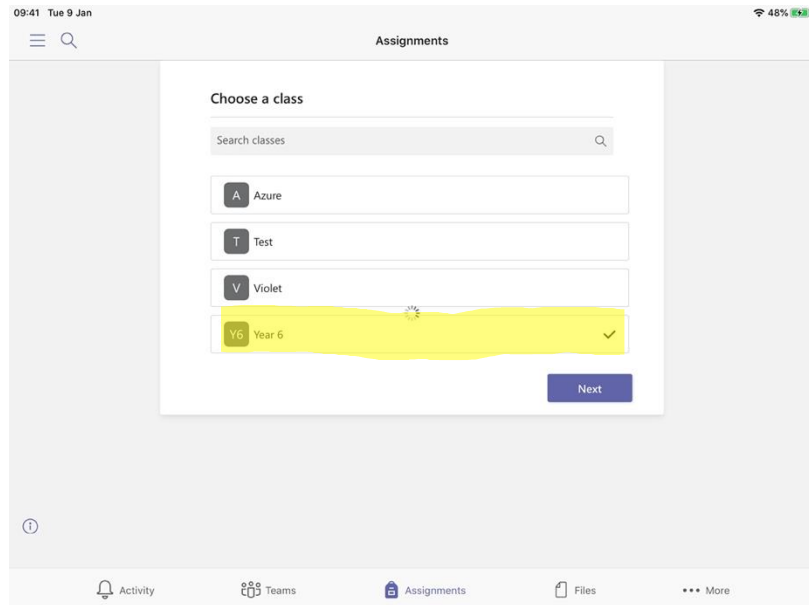 09:41 Tue 9 Jan 48%
Assignments
Choose a class
Search classes
A Azure
T Test
V Violet
Y6 Year 6
Next
Activity Teams Assignments Files More